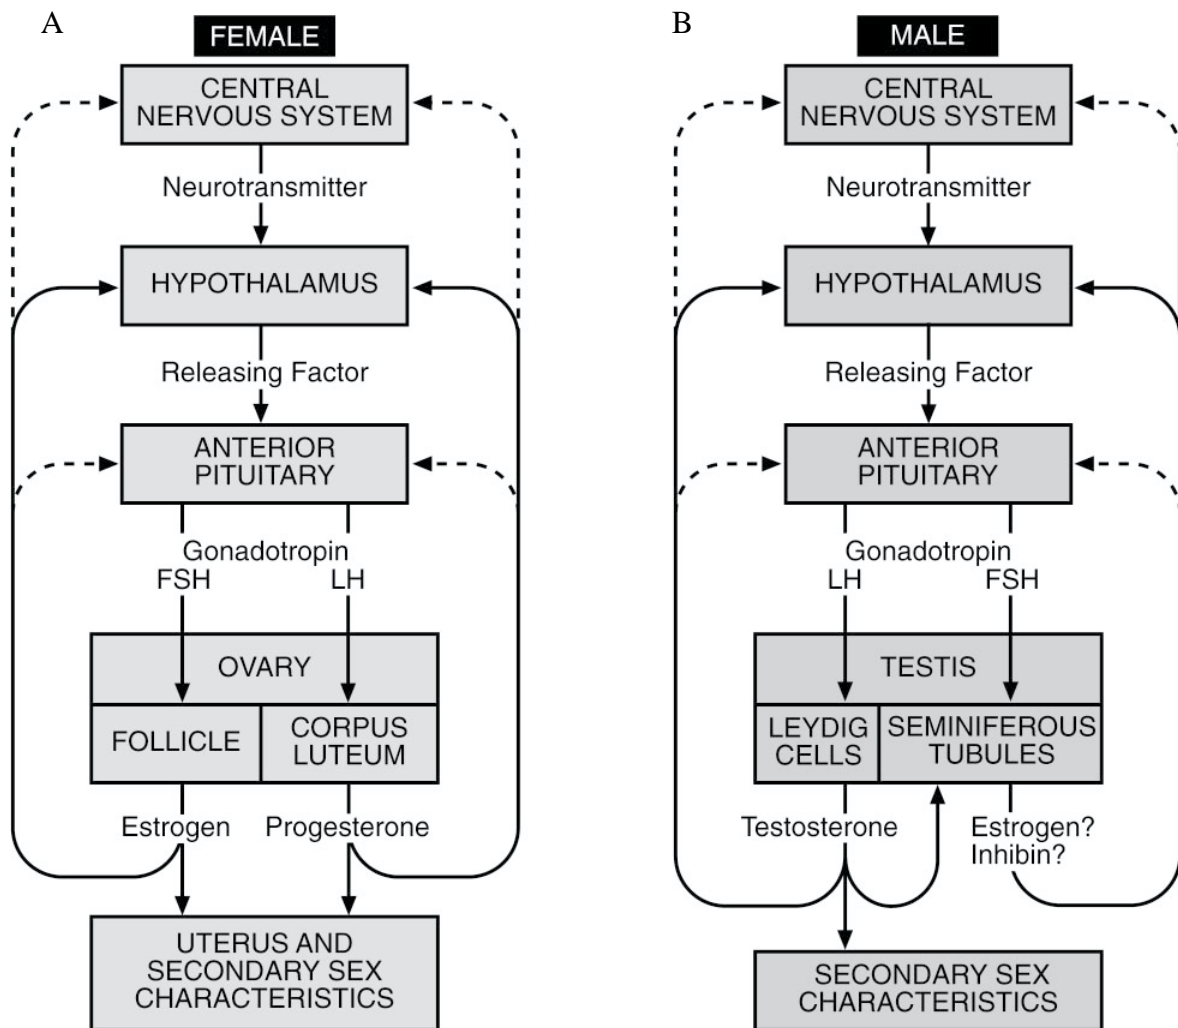 A
FEMALE
CENTRAL
NERVOUS SYSTEM
Neurotransmitter
HYPOTHALAMUS
Releasing Factor
ANTERIOR
PITUITARY
Gonadotropin
FSH LH
OVARY
FOLLICLE
CORPUS
LUTEUM
Estrogen Progesterone
UTERUS AND
SECONDARY SEX
CHARACTERISTICS
B
MALE
CENTRAL
NERVOUS SYSTEM
Neurotransmitter
HYPOTHALAMUS
Releasing Factor
ANTERIOR
PITUITARY
Gonadotropin
LH FSH
TESTIS
LEYDIG
CELLS
SEMINIFEROUS
TUBULES
Testosterone
Estrogen?
Inhibin?
SECONDARY SEX
CHARACTERISTICS